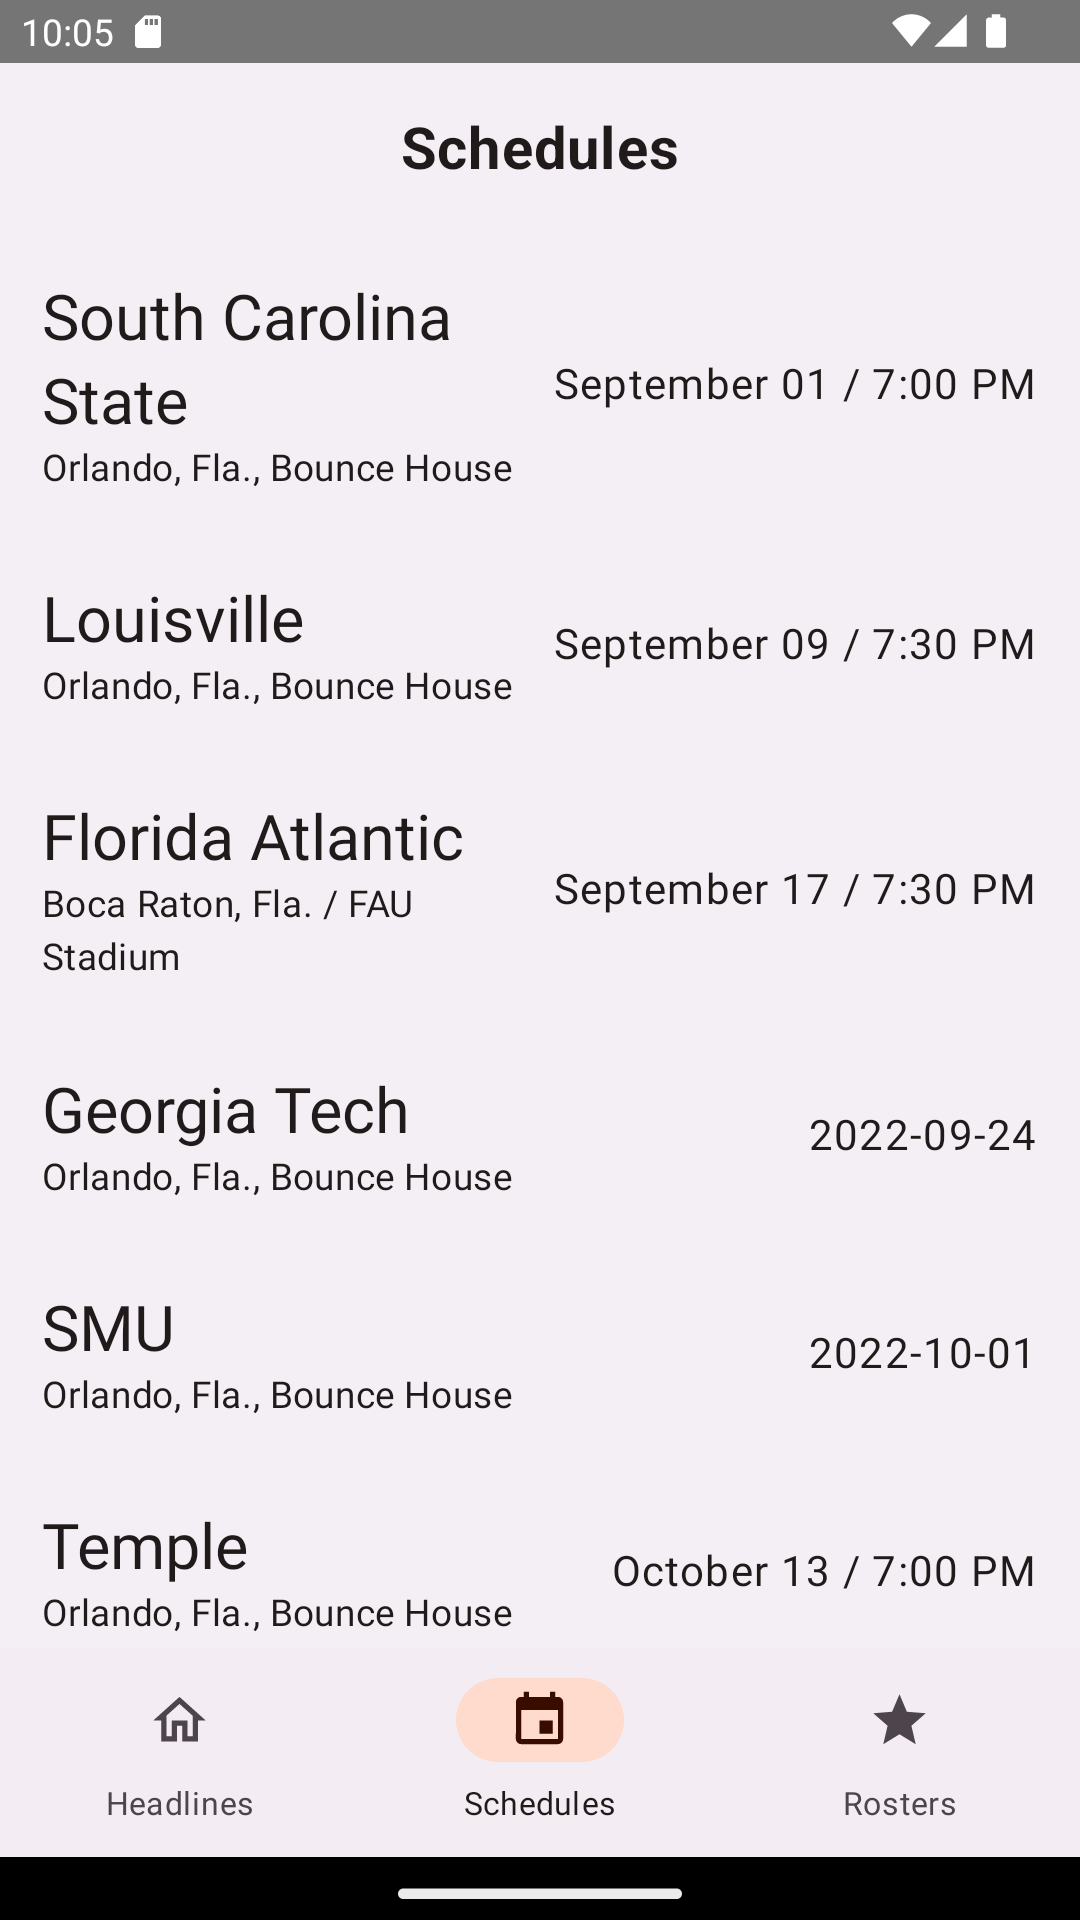 10:05
Schedules
South Carolina
State
Orlando, Fla., Bounce House
September 01 / 7:00 PM
Louisville
Orlando, Fla., Bounce House
September 09 / 7:30 PM
Florida Atlantic
Boca Raton, Fla. / FAU
Stadium
September 17 / 7:30 PM
Georgia Tech
Orlando, Fla., Bounce House
2022-09-24
SMU
Orlando, Fla., Bounce House
2022-10-01
Temple
Orlando, Fla., Bounce House
October 13 / 7:00 PM
Headlines
Schedules
Rosters